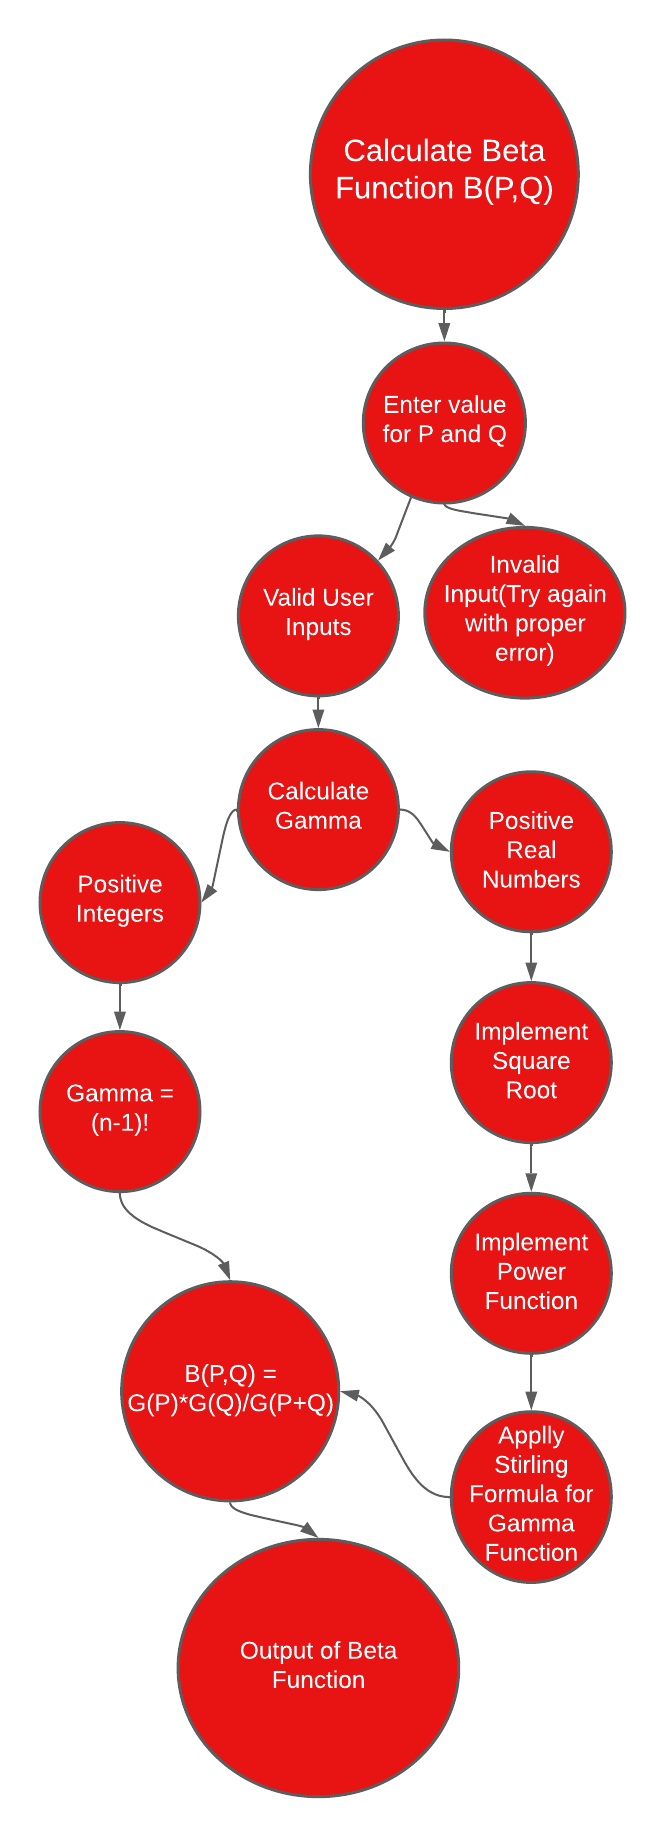 Calculate Beta
Function B(P,Q)
Enter value
for P and Q
Valid User
Inputs
Invalid
Input(Try again
with proper
error)
Calculate
Gamma
Positive
Integers
Positive
Real
Numbers
Gamma =
(n-1)!
Implement
Square
Root
Implement
Power
Function
B(P,Q) =
G(P)*G(Q)/G(P+Q)
Applly
Stirling
Formula for
Gamma
Function
Output of Beta
Function